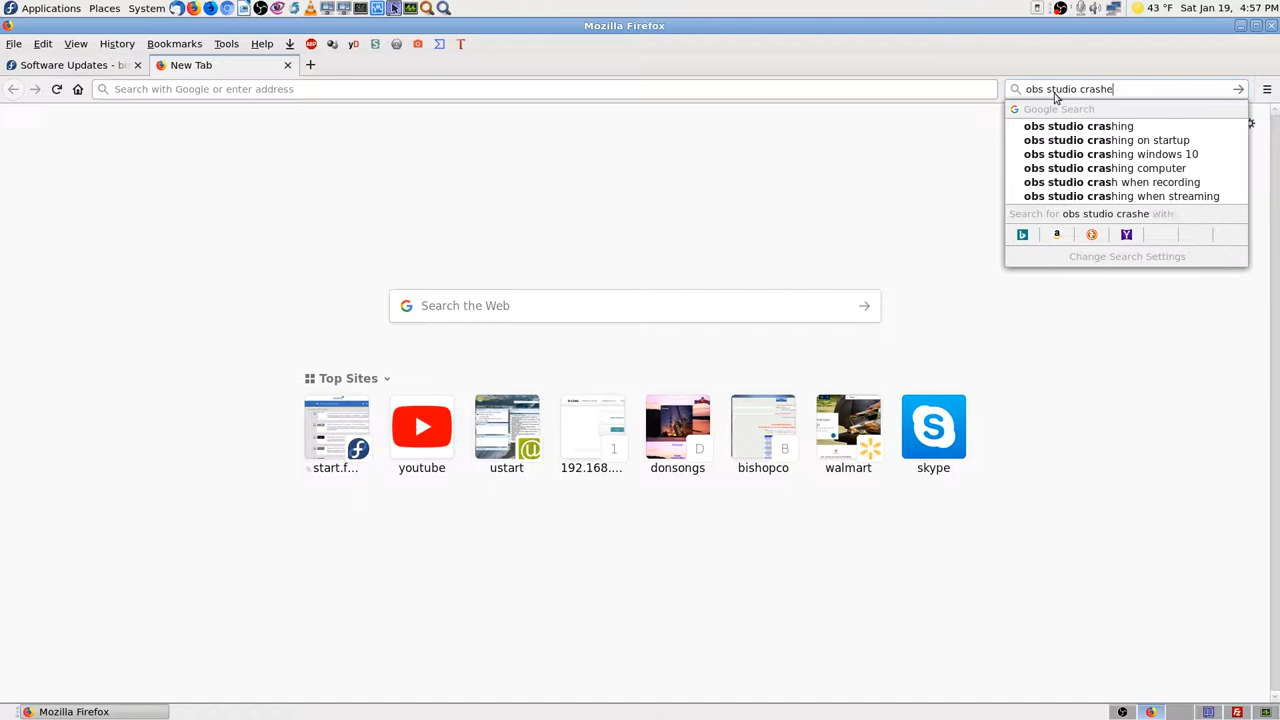 Applications Places System 43 °F Sat Jan 19, 4:57 PM
Mozilla Firefox
File Edit View History Bookmarks Tools Help ABP yD S T
Software Updates - bi New Tab
Search with Google or enter address
obs studio crashe
Google Search
obs studio crashing
obs studio crashing on startup
obs studio crashing windows 10
obs studio crashing computer
obs studio crash when recording
obs studio crashing when streaming
Search for obs studio crashe with
Change Search Settings
Search the Web
Top Sites
1 D B
start.f... youtube ustart 192.168.... donsongs bishopco walmart skype
Mozilla Firefox